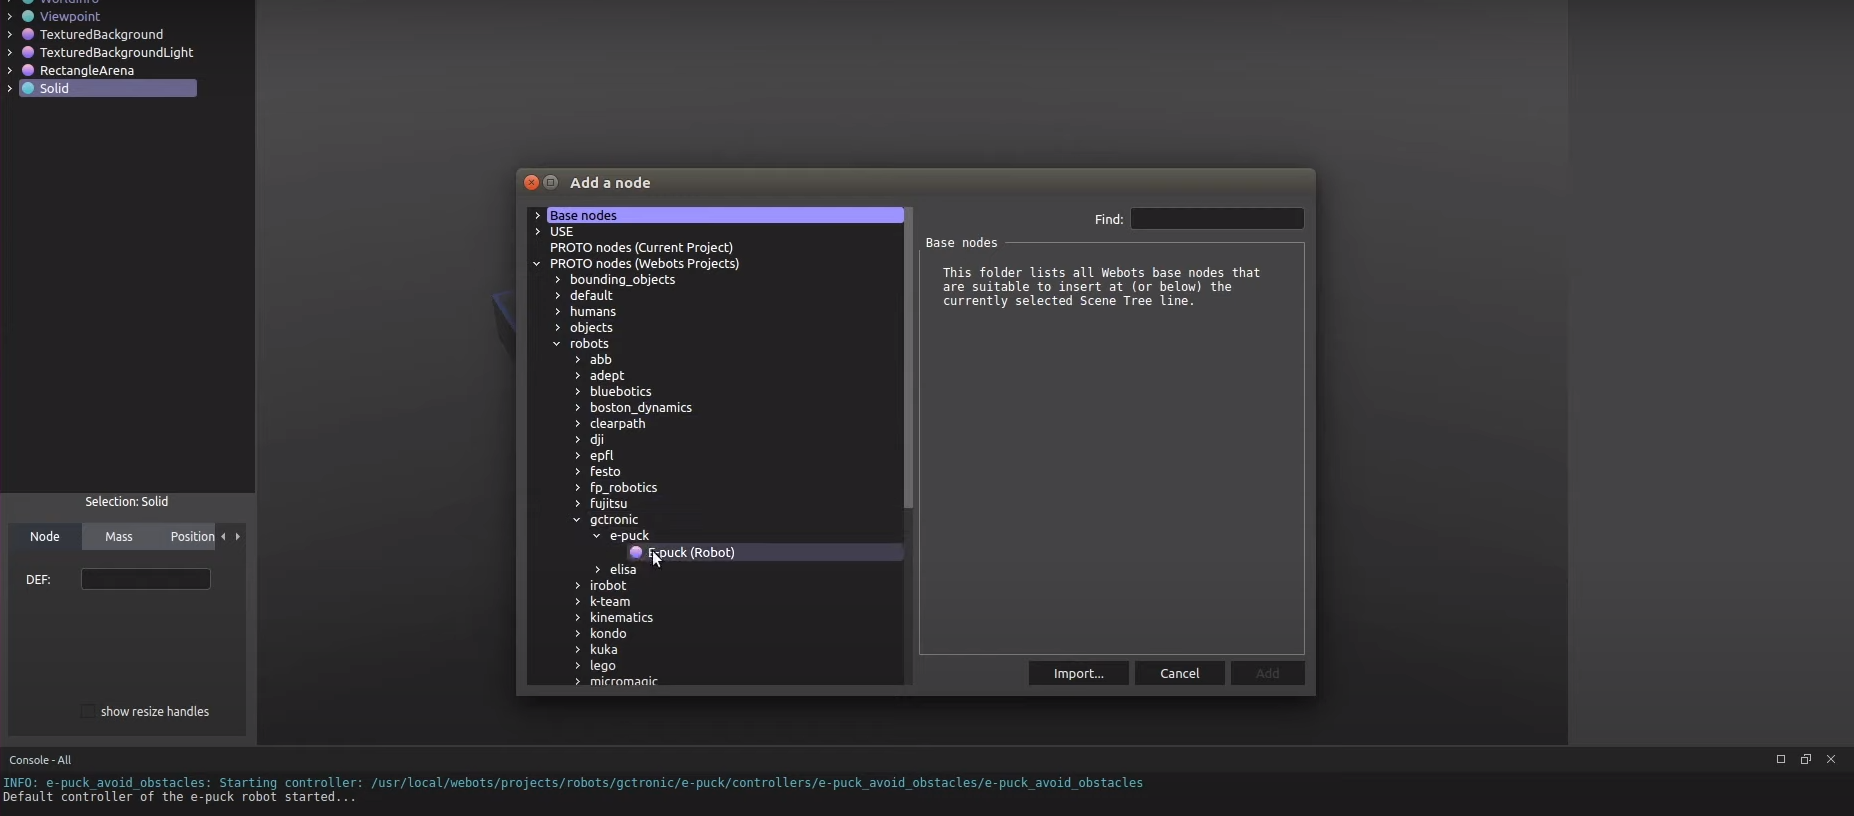 WorldInfo
Viewpoint
TexturedBackground
TexturedBackgroundLight
RectangleArena
Solid
Add a node
Base nodes
USE
PROTO nodes (Current Project)
PROTO nodes (Webots Projects)
bounding_objects
default
humans
objects
robots
abb
adept
bluebotics
boston_dynamics
clearpath
dji
epfl
festo
fp_robotics
fujitsu
gctronic
e-puck
E-puck (Robot)
elisa
irobot
k-team
kinematics
kondo
kuka
lego
micromagic
Find:
Base nodes
This folder lists all Webots base nodes that
are suitable to insert at (or below) the
currently selected Scene Tree line.
Import...
Cancel
Add
Selection: Solid
Node
Mass
Position
DEF:
show resize handles
Console - All
INFO: e-puck_avoid_obstacles: Starting controller: /usr/local/webots/projects/robots/gctronic/e-puck/controllers/e-puck_avoid_obstacles/e-puck_avoid_obstacles
Default controller of the e-puck robot started...